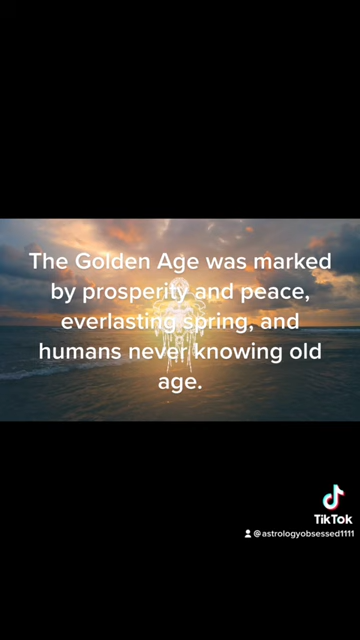 The Golden Age was marked
by prosperity and peace,
everlasting spring, and
humans never knowing old
age.
TikTok
@astrologyobsessed1111